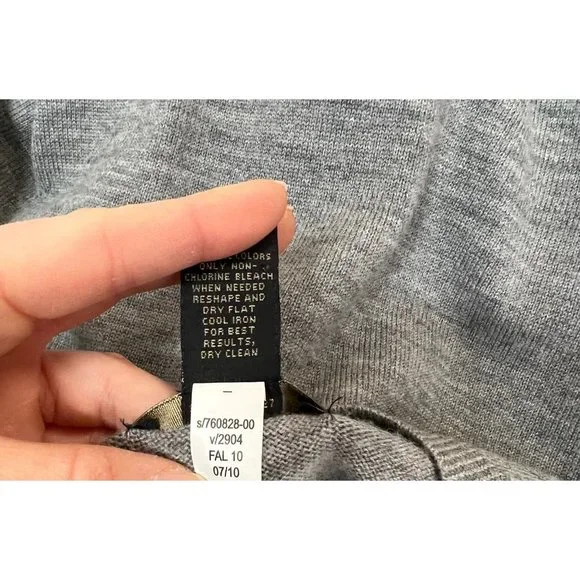 COLORS
ONLY NON-
CHLORINE BLEACH
WHEN NEEDED
RESHAPE AND
DRY FLAT
COOL IRON
FOR BEST
RESULTS,
DRY CLEAN
s/760828-00
v/2904
FAL 10
07/10